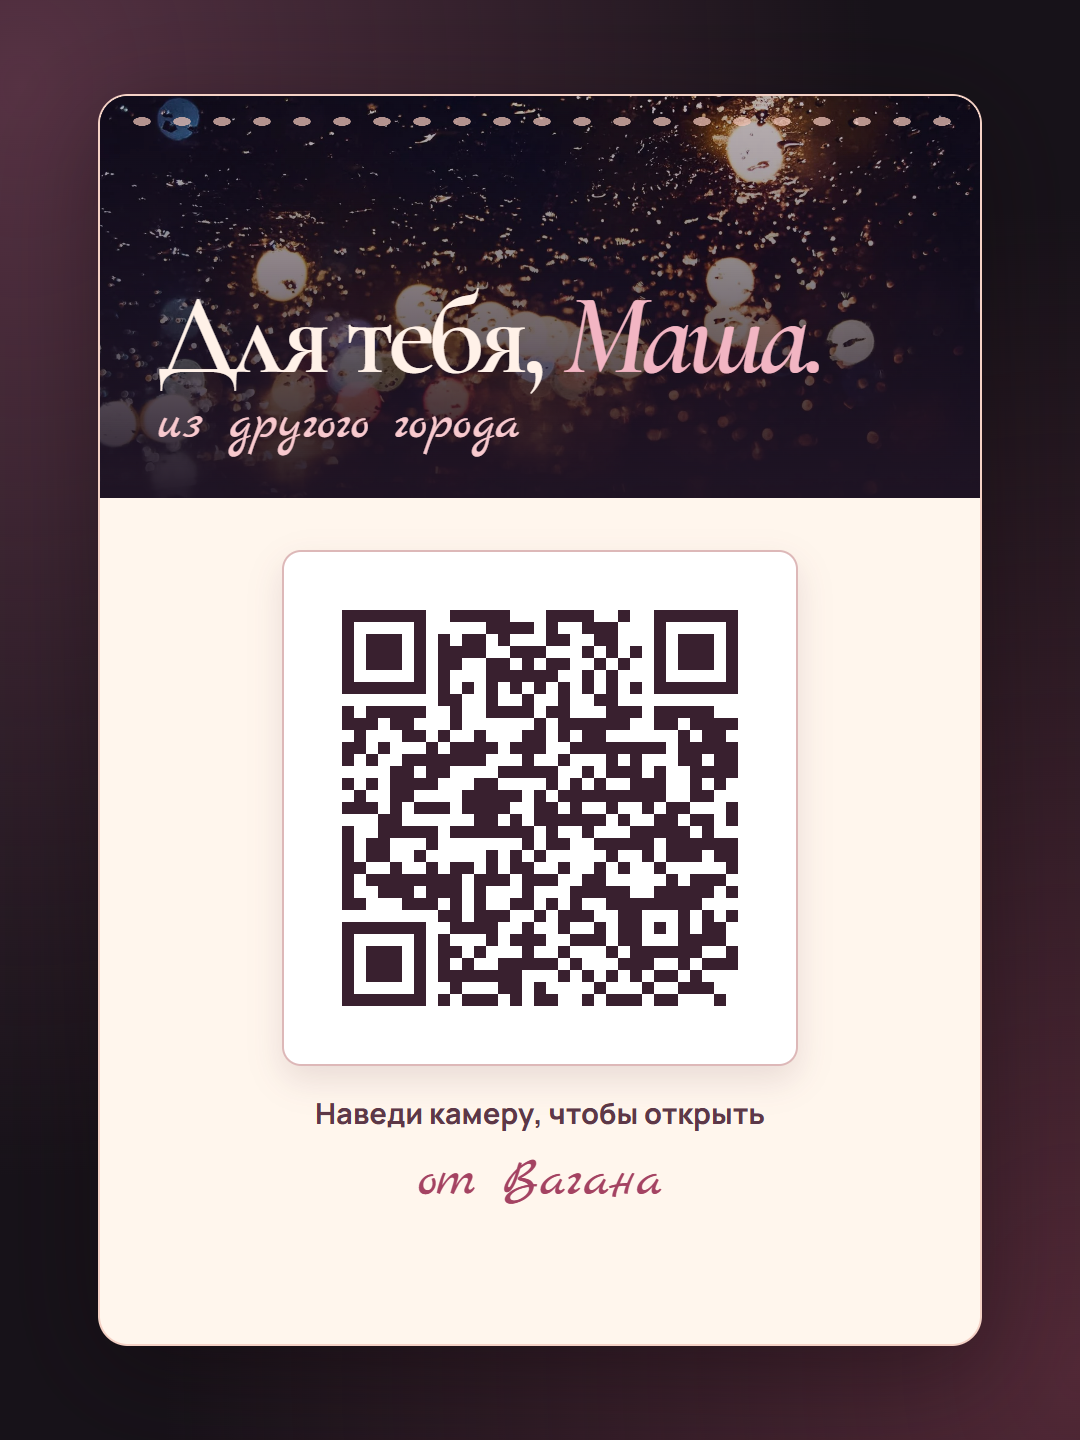 Для тебя, Маша.
из другого города
Наведи камеру, чтобы открыть
от Вагана